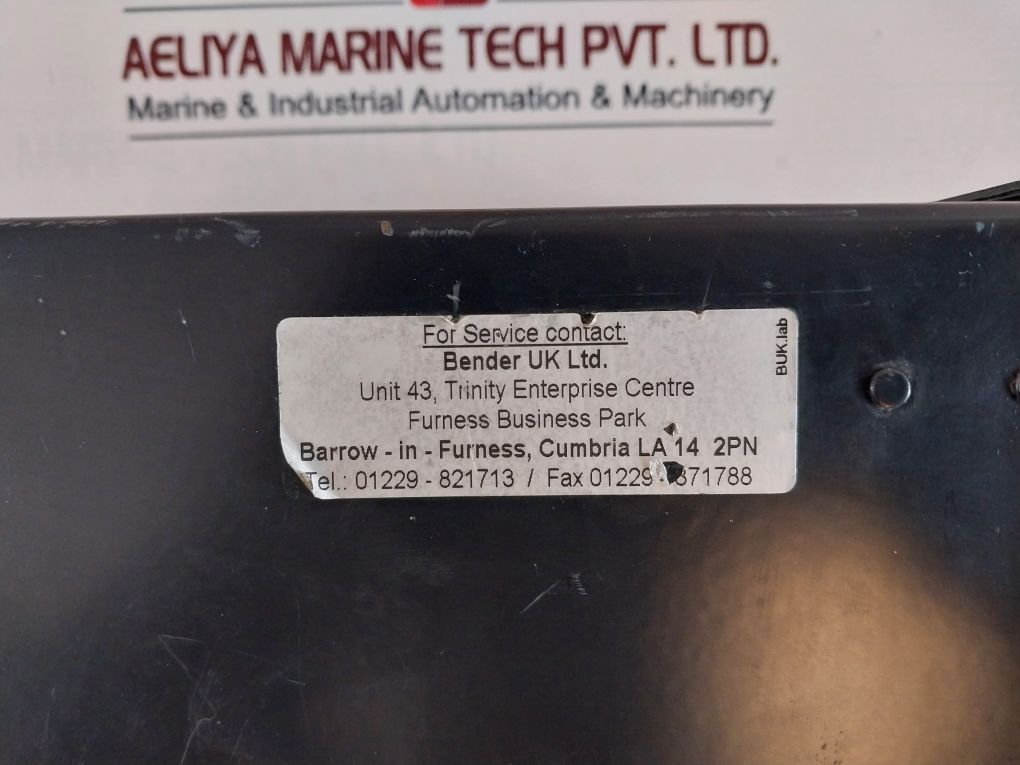 AELIYA MARINE TECH PVT. LTD.
Marine & Industrial Automation & Machinery
For Service contact:
Bender UK Ltd.
Unit 43, Trinity Enterprise Centre
Furness Business Park
Barrow - in - Furness, Cumbria LA 14 2PN
Tel.: 01229 - 821713 / Fax 01229 - 871788
BUK.lab